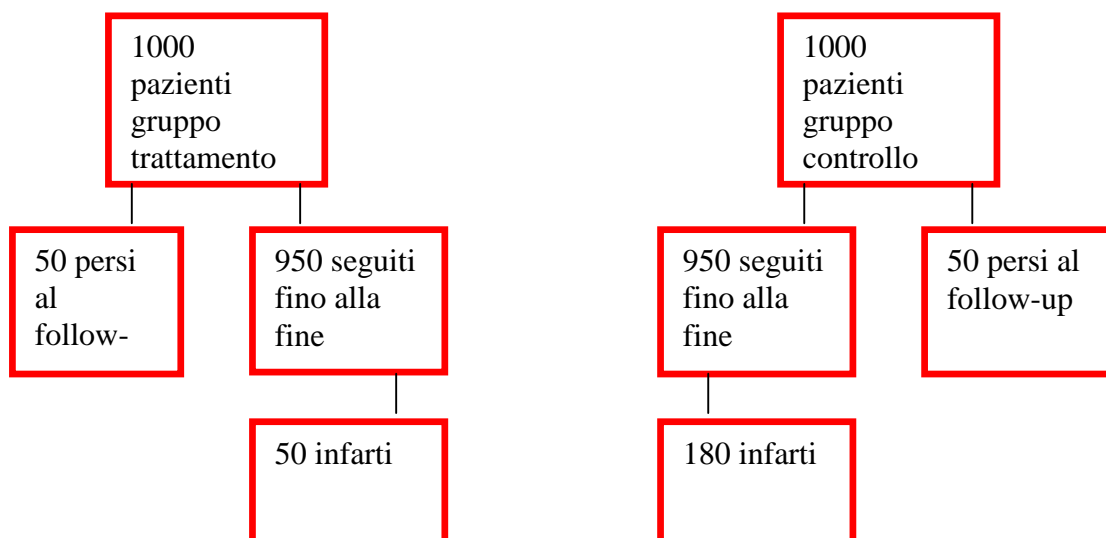 1000
pazienti
gruppo
trattamento
1000
pazienti
gruppo
controllo
50 persi
al
follow-
950 seguiti
fino alla
fine
950 seguiti
fino alla
fine
50 persi al
follow-up
50 infarti
180 infarti